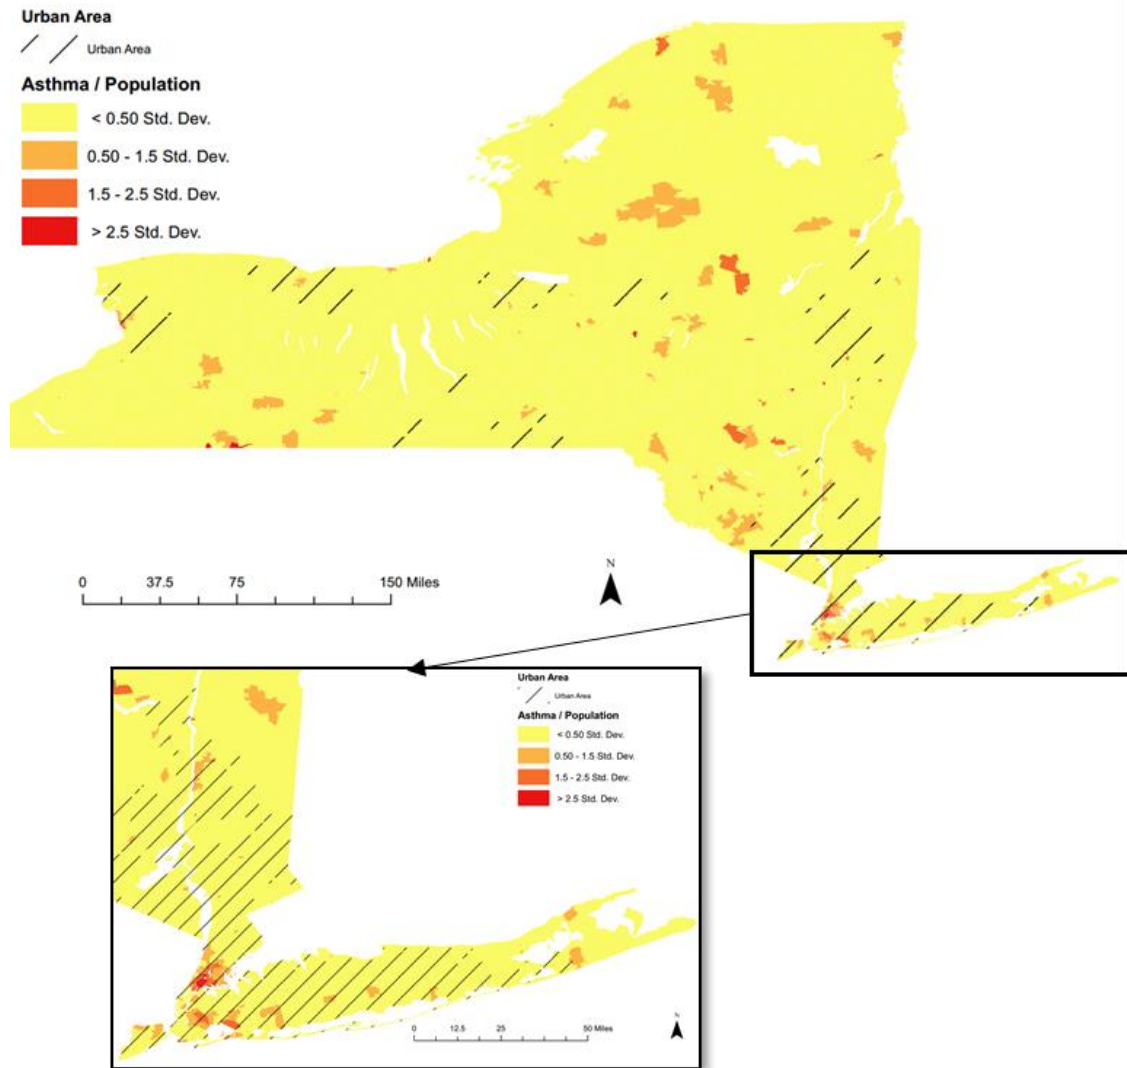 Urban Area
Urban Area
Asthma / Population
< 0.50 Std. Dev.
0.50 - 1.5 Std. Dev.
1.5 - 2.5 Std. Dev.
> 2.5 Std. Dev.
0 37.5 75 150 Miles
N
Urban Area
Urban Area
Asthma / Population
< 0.50 Std. Dev.
0.50 - 1.5 Std. Dev.
1.5 - 2.5 Std. Dev.
> 2.5 Std. Dev.
0 12.5 25 50 Miles
N